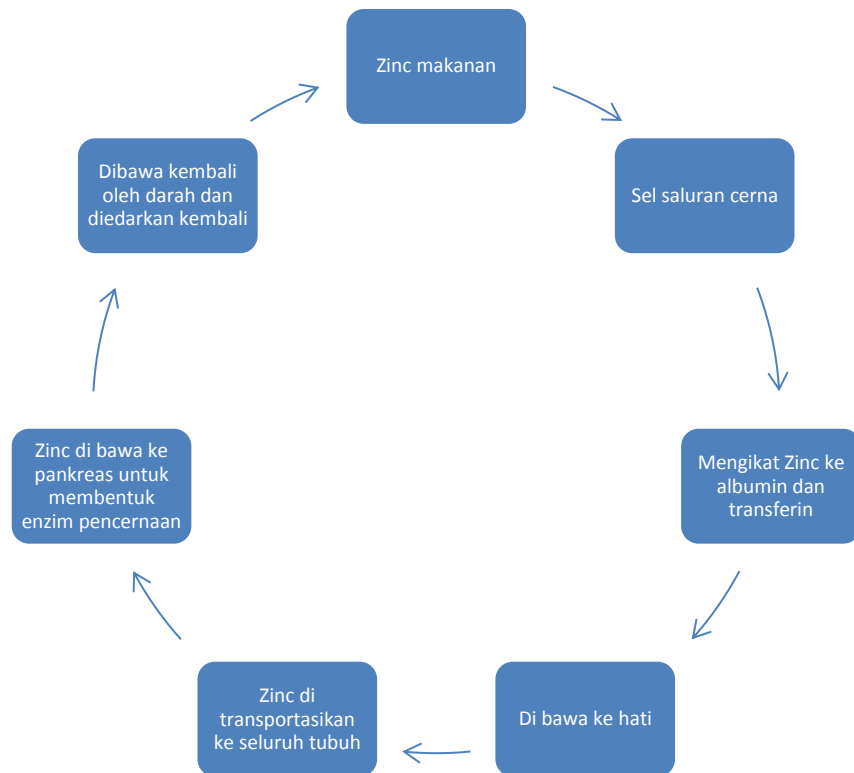 Zinc makanan
Sel saluran cerna
Mengikat Zinc ke
albumin dan
transferin
Di bawa ke hati
Zinc di
transportasikan
ke seluruh tubuh
Zinc di bawa ke
pankreas untuk
membentuk
enzim pencernaan
Dibawa kembali
oleh darah dan
diedarkan kembali